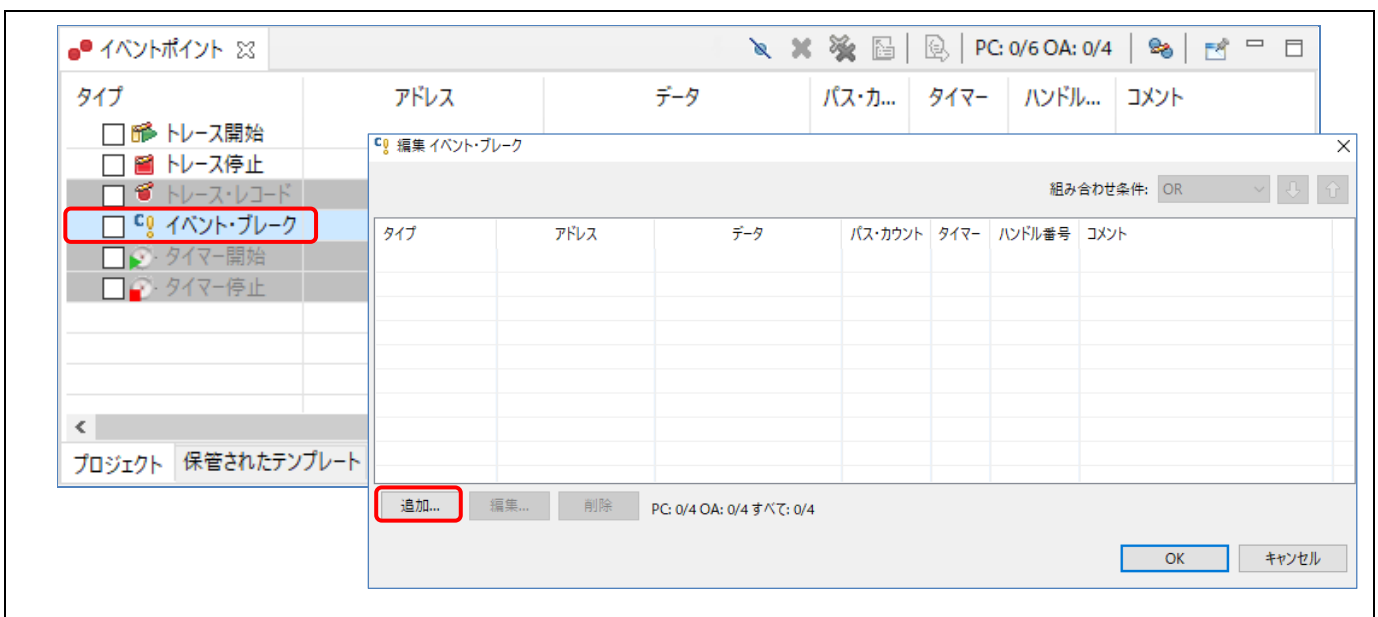 イベントポイント
PC: 0/6 OA: 0/4
タイプ アドレス データ パス・カ... タイマー ハンドル... コメント
トレース開始
トレース停止
トレース・レコード
イベント・ブレーク
タイマー開始
タイマー停止
プロジェクト 保管されたテンプレート
編集 イベント・ブレーク
組み合わせ条件: OR
タイプ アドレス データ パス・カウント タイマー ハンドル番号 コメント
追加... 編集... 削除 PC: 0/4 OA: 0/4 すべて: 0/4
OK キャンセル